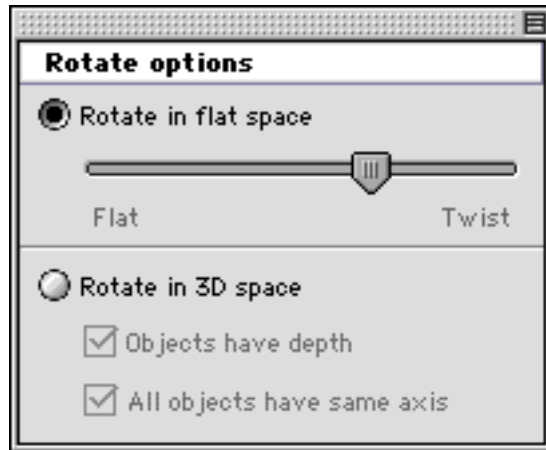 Rotate options
Rotate in flat space
Flat Twist
Rotate in 3D space
Objects have depth
All objects have same axis